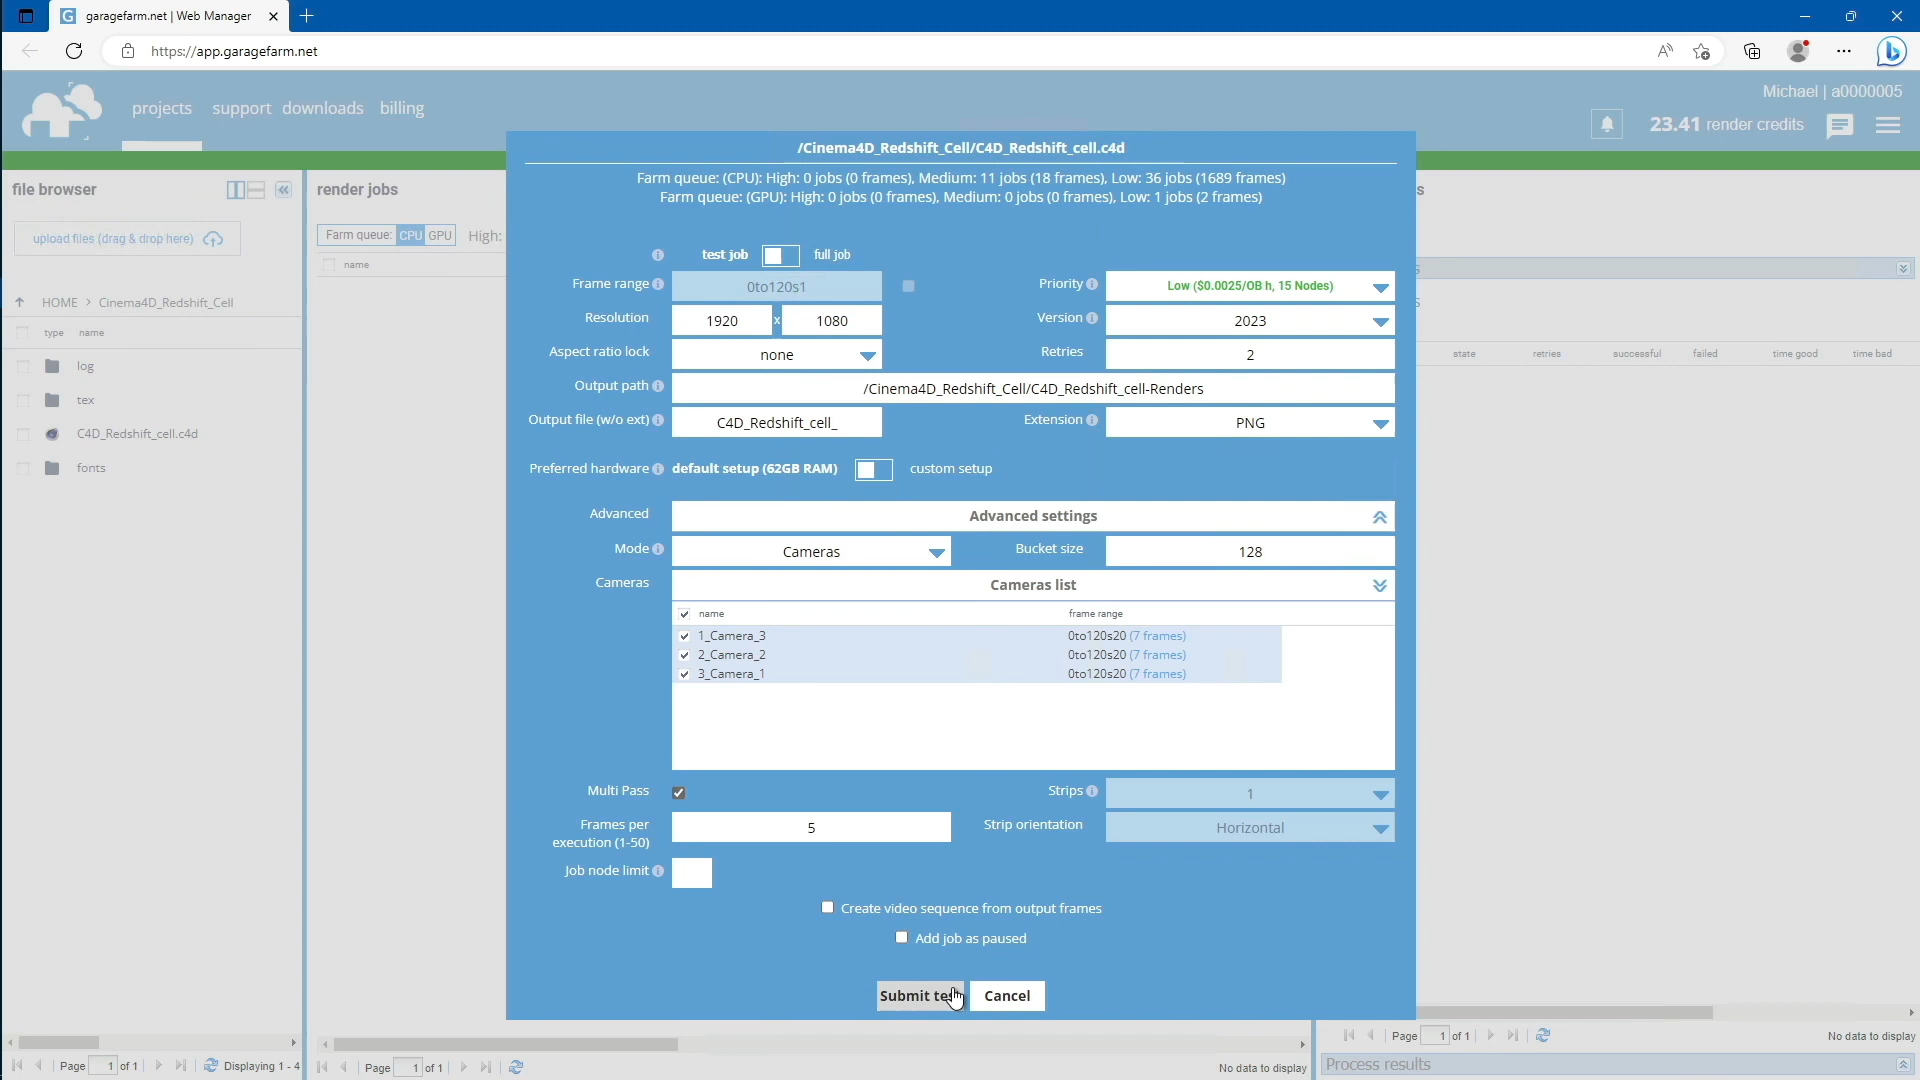 garagefarm.net | Web Manager
https://app.garagefarm.net
projects support downloads billing
Michael | a0000005
23.41 render credits
file browser
upload files (drag & drop here)
HOME > Cinema4D_Redshift_Cell
type name
log
tex
C4D_Redshift_cell.c4d
fonts
Page 1 of 1 Displaying 1 - 4
render jobs
Farm queue: CPU GPU High:
name
Page 1 of 1 No data to display
/Cinema4D_Redshift_Cell/C4D_Redshift_cell.c4d
Farm queue: (CPU): High: 0 jobs (0 frames), Medium: 11 jobs (18 frames), Low: 36 jobs (1689 frames)
Farm queue: (GPU): High: 0 jobs (0 frames), Medium: 0 jobs (0 frames), Low: 1 jobs (2 frames)
test job full job
Frame range 0to120s1 Priority Low ($0.0025/OB h, 15 Nodes)
Resolution 1920 x 1080 Version 2023
Aspect ratio lock none Retries 2
Output path /Cinema4D_Redshift_Cell/C4D_Redshift_cell-Renders
Output file (w/o ext) C4D_Redshift_cell_ Extension PNG
Preferred hardware default setup (62GB RAM) custom setup
Advanced Advanced settings
Mode Cameras Bucket size 128
Cameras Cameras list
name frame range
1_Camera_3 0to120s20 (7 frames)
2_Camera_2 0to120s20 (7 frames)
3_Camera_1 0to120s20 (7 frames)
Multi Pass Strips 1
Frames per execution (1-50) 5 Strip orientation Horizontal
Job node limit
Create video sequence from output frames
Add job as paused
Submit Cancel
state retries successful failed time good time bad
Page 1 of 1 No data to display
Process results